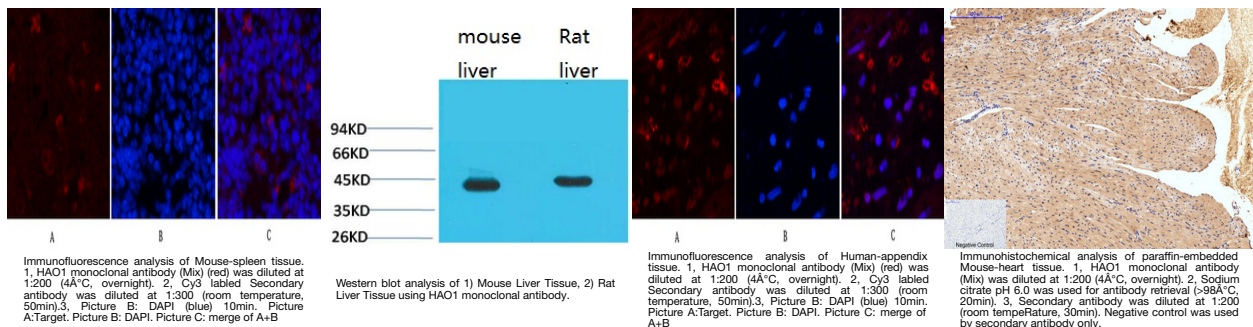 A
B
C
Immunofluorescence analysis of Mouse-spleen tissue.
1, HAO1 monoclonal antibody (Mix) (red) was diluted at
1:200 (4Â°C, overnight). 2, Cy3 labled Secondary
antibody was diluted at 1:300 (room temperature,
50min).3, Picture B: DAPI (blue) 10min. Picture
A:Target. Picture B: DAPI. Picture C: merge of A+B
mouse Rat
liver liver
94KD
66KD
45KD
35KD
26KD
Western blot analysis of 1) Mouse Liver Tissue, 2) Rat
Liver Tissue using HAO1 monoclonal antibody.
A
B
C
Immunofluorescence analysis of Human-appendix
tissue. 1, HAO1 monoclonal antibody (Mix) (red) was
diluted at 1:200 (4Â°C, overnight). 2, Cy3 labled
Secondary antibody was diluted at 1:300 (room
temperature, 50min).3, Picture B: DAPI (blue) 10min.
Picture A:Target. Picture B: DAPI. Picture C: merge of
A+B
Negative Control
Immunohistochemical analysis of paraffin-embedded
Mouse-heart tissue. 1, HAO1 monoclonal antibody
(Mix) was diluted at 1:200 (4Â°C, overnight). 2, Sodium
citrate pH 6.0 was used for antibody retrieval (>98Â°C,
20min). 3, Secondary antibody was diluted at 1:200
(room tempeRature, 30min). Negative control was used
by secondary antibody only.